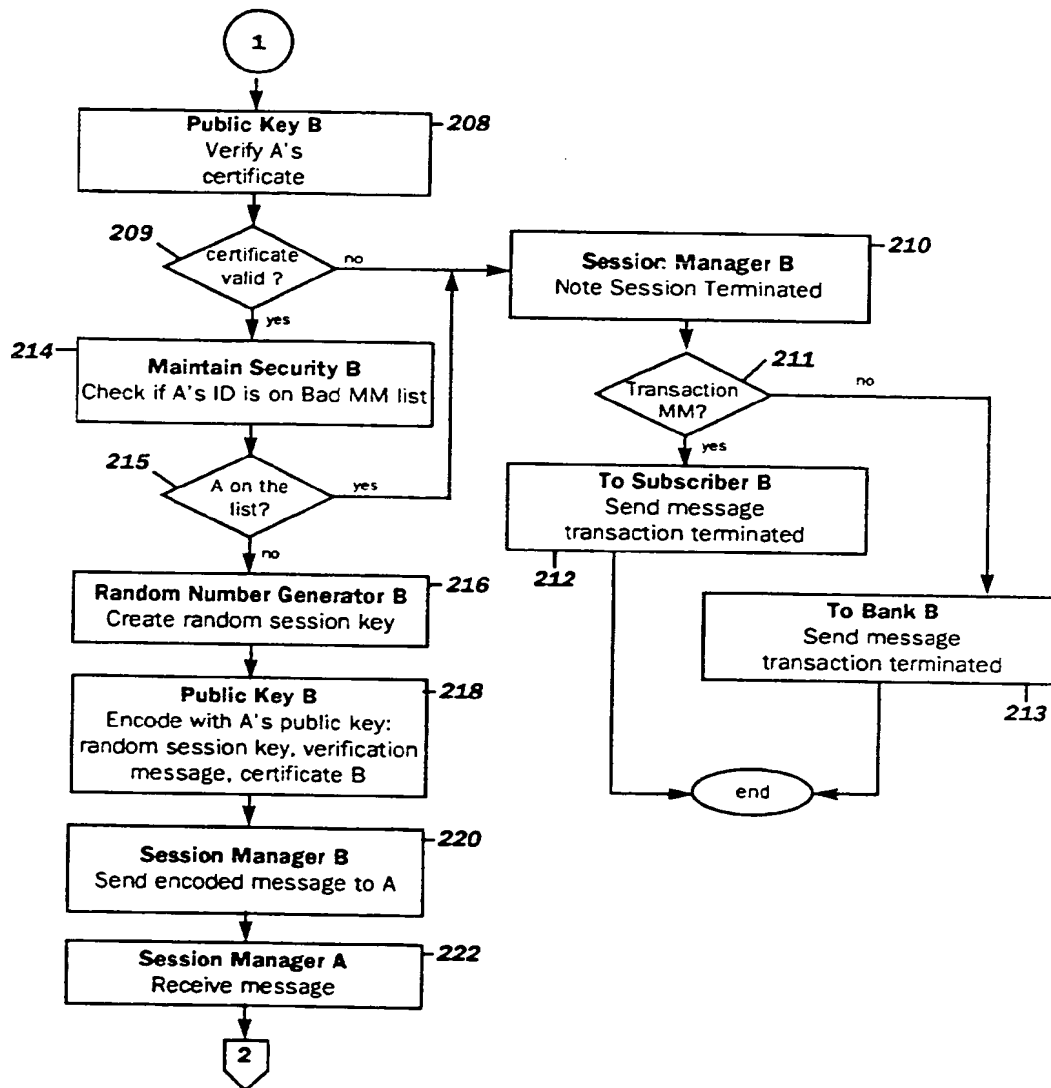 1
Public Key B
Verify A's
certificate
208
209
certificate
valid ?
no
yes
Session Manager B
Note Session Terminated
210
214
Maintain Security B
Check if A's ID is on Bad MM list
211
Transaction
MM?
no
yes
215
A on the
list?
yes
no
To Subscriber B
Send message
transaction terminated
212
Random Number Generator B
Create random session key
216
To Bank B
Send message
transaction terminated
213
Public Key B
Encode with A's public key:
random session key, verification
message, certificate B
218
end
Session Manager B
Send encoded message to A
220
Session Manager A
Receive message
222
2